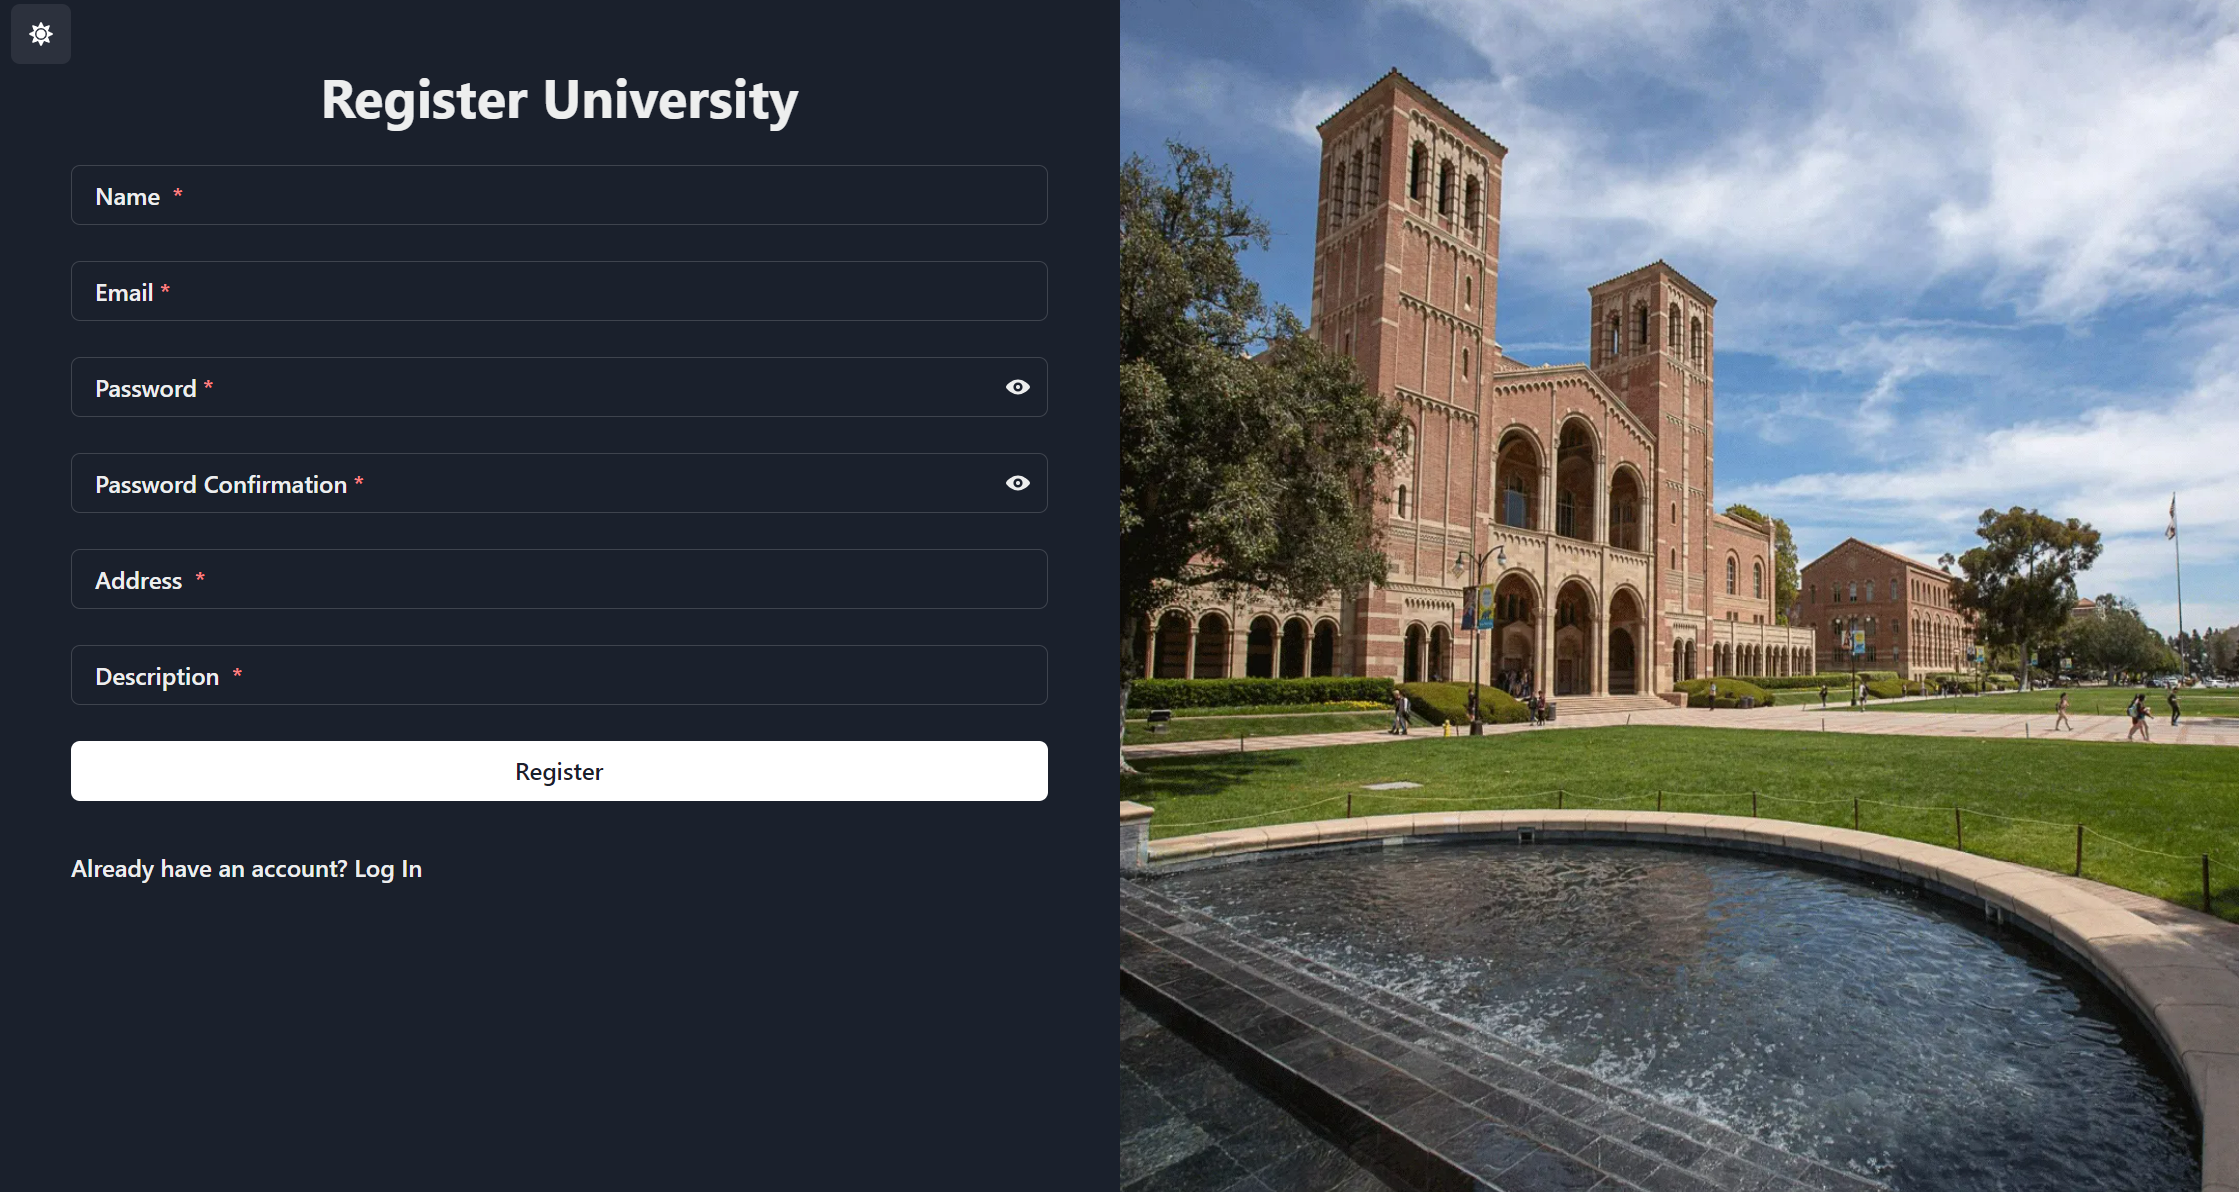 Register University
Name *
Email *
Password *
Password Confirmation *
Address *
Description *
Register
Already have an account? Log In